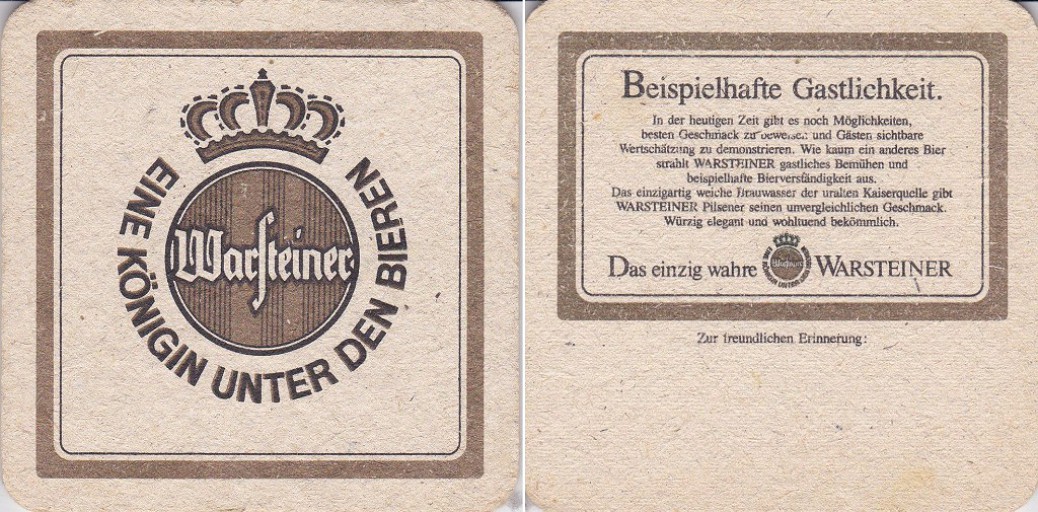 EINE KÖNIGIN UNTER DEN BIEREN
Warsteiner
Beispielhafte Gastlichkeit.
In der heutigen Zeit gibt es noch Möglichkeiten,
besten Geschmack zu beweisen und Gästen sichtbare
Wertschätzung zu demonstrieren. Wie kaum ein anderes Bier
strahlt WARSTEINER gastliches Bemühen und
beispielhafte Bierverständigkeit aus.
Das einzigartig weiche Brauwasser der uralten Kaiserquelle gibt
WARSTEINER Pilsener seinen unvergleichlichen Geschmack.
Würzig elegant und wohltuend bekömmlich.
Das einzig wahre WARSTEINER
Zur freundlichen Erinnerung: